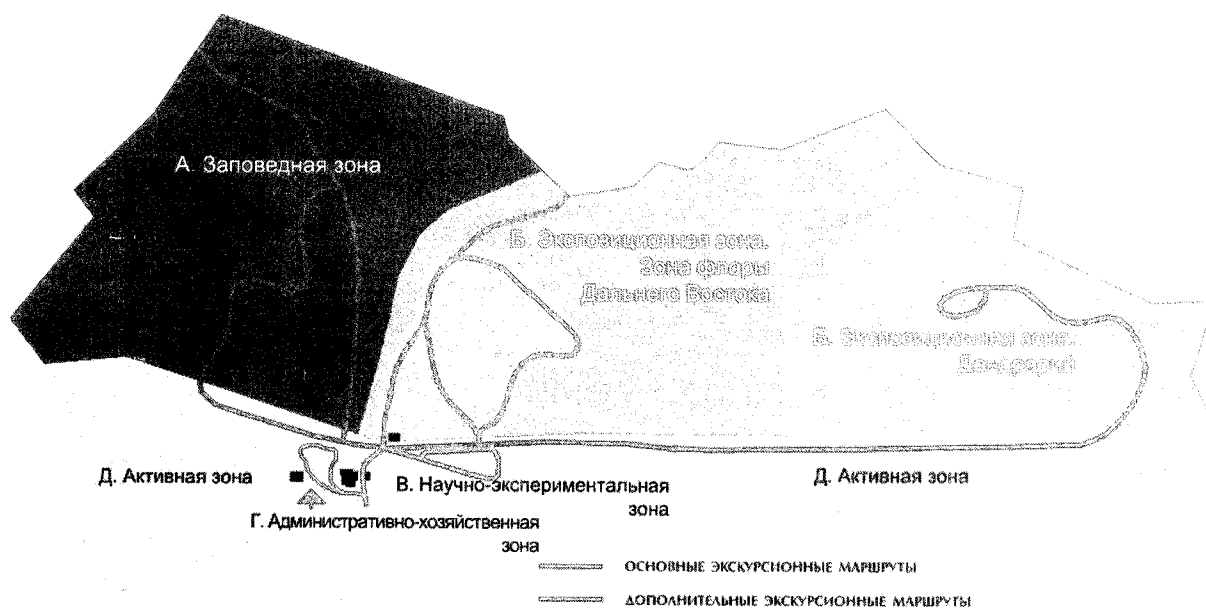 А. Заповедная зона
Б. Экспозиционная зона.
Зона флоры
Дальнего Востока
Б. Экспозиционная зона.
Дендрарий
Д. Активная зона
В. Научно-экспериментальная
зона
Д. Активная зона
Г. Административно-хозяйственная
зона
ОСНОВНЫЕ ЭКСКУРСИОННЫЕ МАРШРУТЫ
ДОПОЛНИТЕЛЬНЫЕ ЭКСКУРСИОННЫЕ МАРШРУТЫ